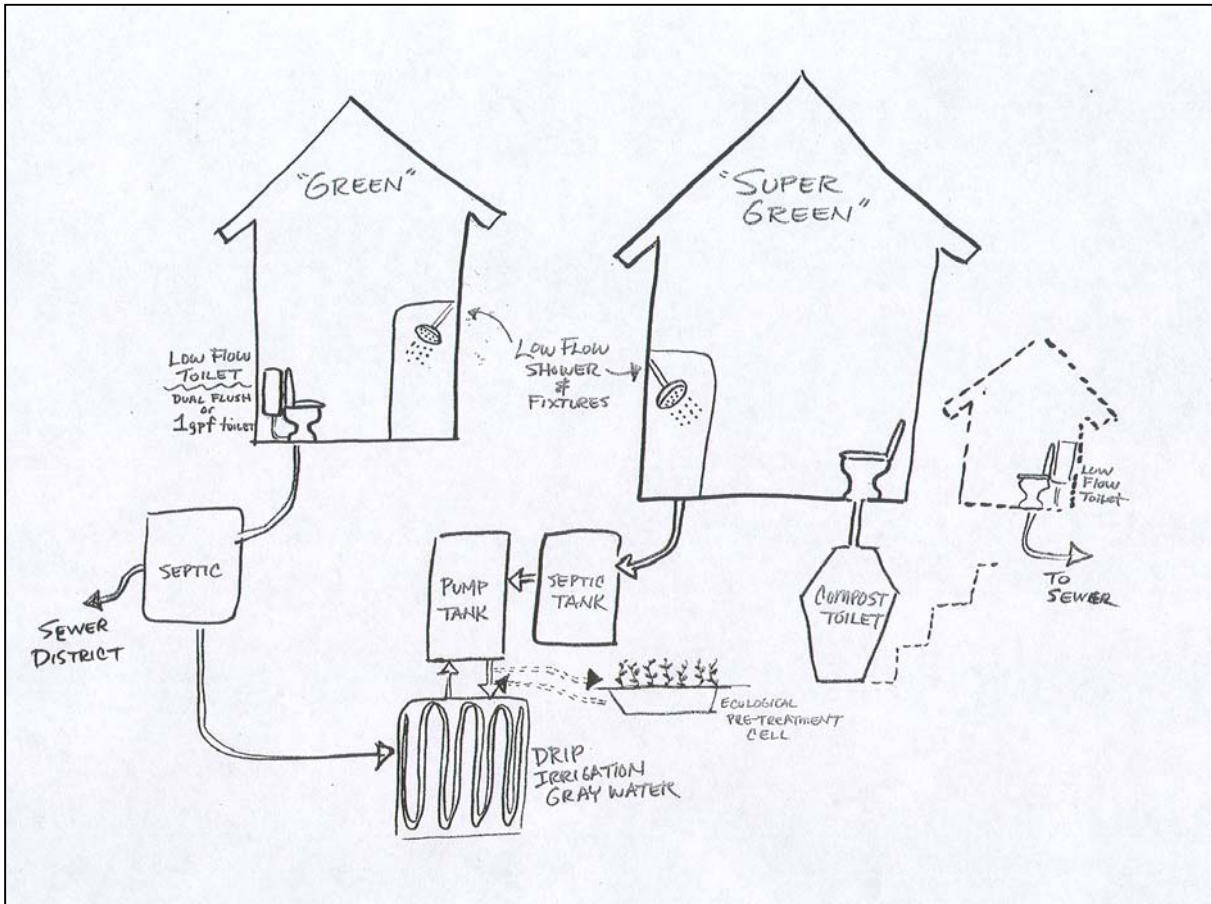 "GREEN"
"SUPER
GREEN"
LOW FLOW
TOILET
DUAL FLUSH
or
1gpf toilet
LOW FLOW
SHOWER
&
FIXTURES
LOW
FLOW
TOILET
SEPTIC
SEWER
DISTRICT
PUMP
TANK
SEPTIC
TANK
COMPOST
TOILET
TO
SEWER
ECOLOGICAL
PRE-TREATMENT
CELL
DRIP
IRRIGATION
GRAY WATER